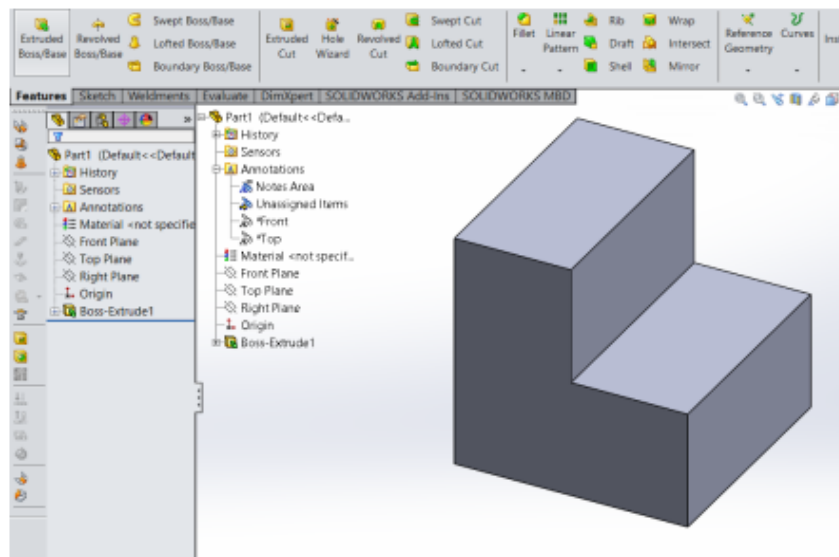 Extruded Boss/Base
Revolved Boss/Base
Swept Boss/Base
Lofted Boss/Base
Boundary Boss/Base
Extruded Cut
Hole Wizard
Revolved Cut
Swept Cut
Lofted Cut
Boundary Cut
Fillet
Linear Pattern
Rib
Draft
Shell
Wrap
Intersect
Mirror
Reference Geometry
Curves
Features
Sketch
Weldments
Evaluate
DimXpert
SOLIDWORKS Add-Ins
SOLIDWORKS MBD
Part1 (Default<<Default
History
Sensors
Annotations
Material <not specifie
Front Plane
Top Plane
Right Plane
Origin
Boss-Extrude1
Part1 (Default<<Defa...
History
Sensors
Annotations
Notes Area
Unassigned Items
*Front
*Top
Material <not specif...
Front Plane
Top Plane
Right Plane
Origin
Boss-Extrude1